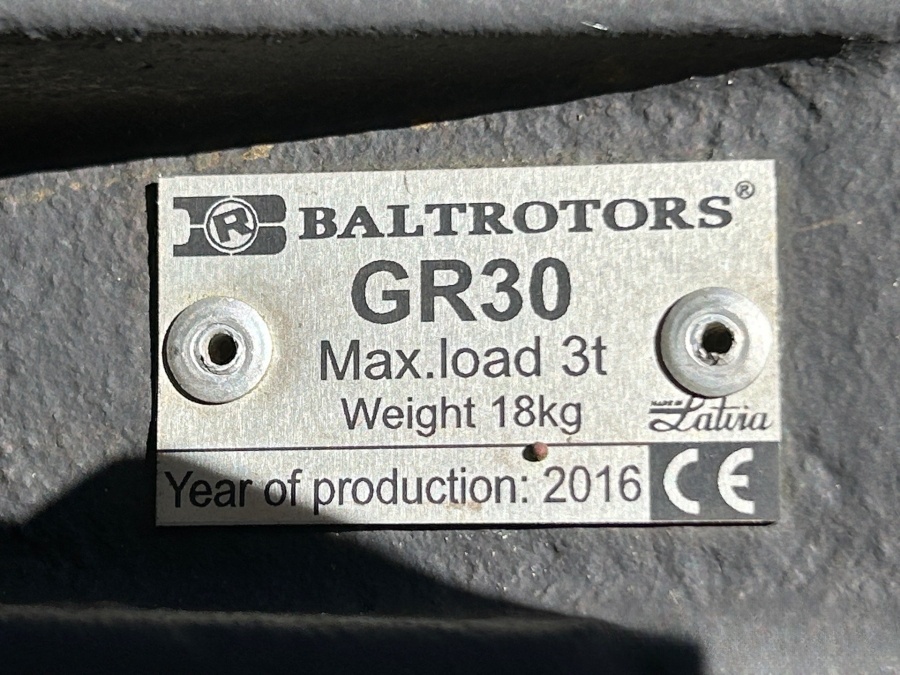 R BALTROTORS®
GR30
Max.load 3t
Weight 18kg
MADE IN Latvia
Year of production: 2016 CE